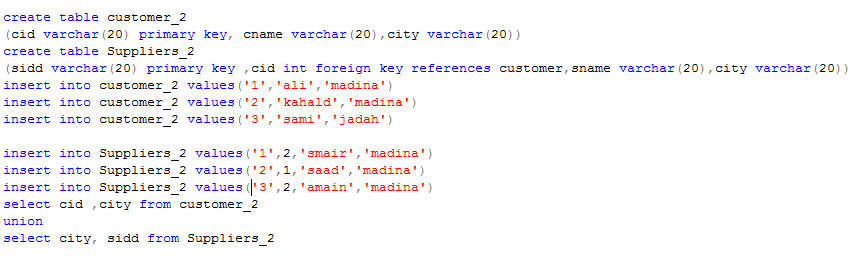 create table customer_2
(cid varchar(20) primary key, cname varchar(20),city varchar(20))
create table Suppliers_2
(sidd varchar(20) primary key ,cid int foreign key references customer,sname varchar(20),city varchar(20))
insert into customer_2 values('1','ali','madina')
insert into customer_2 values('2','kahald','madina')
insert into customer_2 values('3','sami','jadah')
insert into Suppliers_2 values('1',2,'smair','madina')
insert into Suppliers_2 values('2',1,'saad','madina')
insert into Suppliers_2 values('3',2,'amain','madina')
select cid ,city from customer_2
union
select city, sidd from Suppliers_2